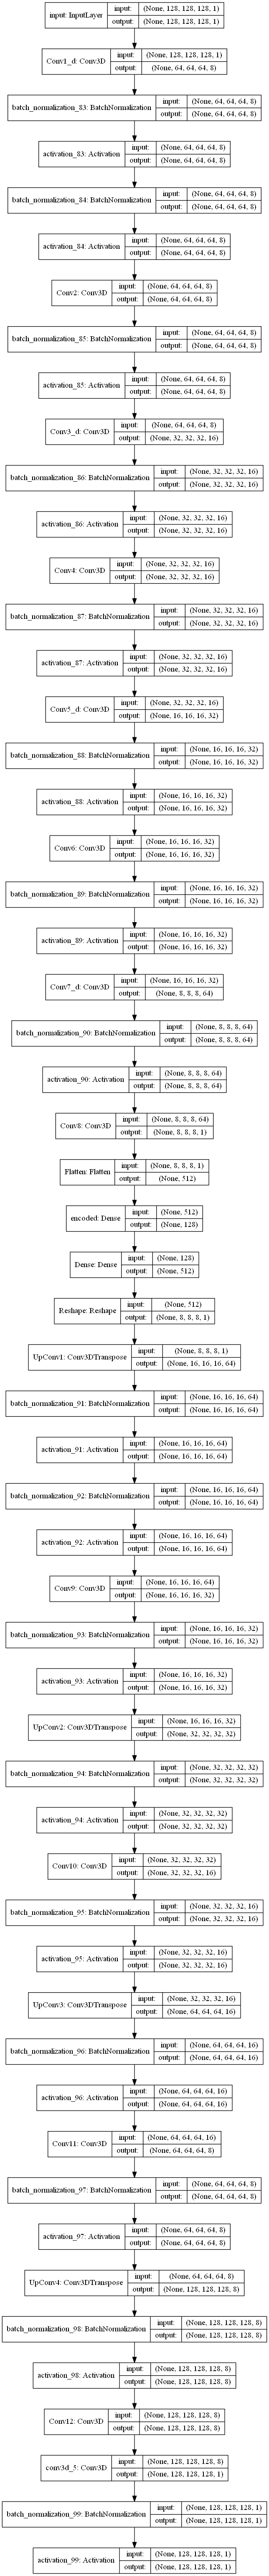 input: InputLayer
input: (None, 128, 128, 128, 1)
output: (None, 128, 128, 128, 1)
Conv1_d: Conv3D
input: (None, 128, 128, 128, 1)
output: (None, 64, 64, 64, 8)
batch_normalization_83: BatchNormalization
input: (None, 64, 64, 64, 8)
output: (None, 64, 64, 64, 8)
activation_83: Activation
input: (None, 64, 64, 64, 8)
output: (None, 64, 64, 64, 8)
batch_normalization_84: BatchNormalization
input: (None, 64, 64, 64, 8)
output: (None, 64, 64, 64, 8)
activation_84: Activation
input: (None, 64, 64, 64, 8)
output: (None, 64, 64, 64, 8)
Conv2: Conv3D
input: (None, 64, 64, 64, 8)
output: (None, 64, 64, 64, 8)
batch_normalization_85: BatchNormalization
input: (None, 64, 64, 64, 8)
output: (None, 64, 64, 64, 8)
activation_85: Activation
input: (None, 64, 64, 64, 8)
output: (None, 64, 64, 64, 8)
Conv3_d: Conv3D
input: (None, 64, 64, 64, 8)
output: (None, 32, 32, 32, 16)
batch_normalization_86: BatchNormalization
input: (None, 32, 32, 32, 16)
output: (None, 32, 32, 32, 16)
activation_86: Activation
input: (None, 32, 32, 32, 16)
output: (None, 32, 32, 32, 16)
Conv4: Conv3D
input: (None, 32, 32, 32, 16)
output: (None, 32, 32, 32, 16)
batch_normalization_87: BatchNormalization
input: (None, 32, 32, 32, 16)
output: (None, 32, 32, 32, 16)
activation_87: Activation
input: (None, 32, 32, 32, 16)
output: (None, 32, 32, 32, 16)
Conv5_d: Conv3D
input: (None, 32, 32, 32, 16)
output: (None, 16, 16, 16, 32)
batch_normalization_88: BatchNormalization
input: (None, 16, 16, 16, 32)
output: (None, 16, 16, 16, 32)
activation_88: Activation
input: (None, 16, 16, 16, 32)
output: (None, 16, 16, 16, 32)
Conv6: Conv3D
input: (None, 16, 16, 16, 32)
output: (None, 16, 16, 16, 32)
batch_normalization_89: BatchNormalization
input: (None, 16, 16, 16, 32)
output: (None, 16, 16, 16, 32)
activation_89: Activation
input: (None, 16, 16, 16, 32)
output: (None, 16, 16, 16, 32)
Conv7_d: Conv3D
input: (None, 16, 16, 16, 32)
output: (None, 8, 8, 8, 64)
batch_normalization_90: BatchNormalization
input: (None, 8, 8, 8, 64)
output: (None, 8, 8, 8, 64)
activation_90: Activation
input: (None, 8, 8, 8, 64)
output: (None, 8, 8, 8, 64)
Conv8: Conv3D
input: (None, 8, 8, 8, 64)
output: (None, 8, 8, 8, 1)
Flatten: Flatten
input: (None, 8, 8, 8, 1)
output: (None, 512)
encoded: Dense
input: (None, 512)
output: (None, 128)
Dense: Dense
input: (None, 128)
output: (None, 512)
Reshape: Reshape
input: (None, 512)
output: (None, 8, 8, 8, 1)
UpConv1: Conv3DTranspose
input: (None, 8, 8, 8, 1)
output: (None, 16, 16, 16, 64)
batch_normalization_91: BatchNormalization
input: (None, 16, 16, 16, 64)
output: (None, 16, 16, 16, 64)
activation_91: Activation
input: (None, 16, 16, 16, 64)
output: (None, 16, 16, 16, 64)
batch_normalization_92: BatchNormalization
input: (None, 16, 16, 16, 64)
output: (None, 16, 16, 16, 64)
activation_92: Activation
input: (None, 16, 16, 16, 64)
output: (None, 16, 16, 16, 64)
Conv9: Conv3D
input: (None, 16, 16, 16, 64)
output: (None, 16, 16, 16, 32)
batch_normalization_93: BatchNormalization
input: (None, 16, 16, 16, 32)
output: (None, 16, 16, 16, 32)
activation_93: Activation
input: (None, 16, 16, 16, 32)
output: (None, 16, 16, 16, 32)
UpConv2: Conv3DTranspose
input: (None, 16, 16, 16, 32)
output: (None, 32, 32, 32, 32)
batch_normalization_94: BatchNormalization
input: (None, 32, 32, 32, 32)
output: (None, 32, 32, 32, 32)
activation_94: Activation
input: (None, 32, 32, 32, 32)
output: (None, 32, 32, 32, 32)
Conv10: Conv3D
input: (None, 32, 32, 32, 32)
output: (None, 32, 32, 32, 16)
batch_normalization_95: BatchNormalization
input: (None, 32, 32, 32, 16)
output: (None, 32, 32, 32, 16)
activation_95: Activation
input: (None, 32, 32, 32, 16)
output: (None, 32, 32, 32, 16)
UpConv3: Conv3DTranspose
input: (None, 32, 32, 32, 16)
output: (None, 64, 64, 64, 16)
batch_normalization_96: BatchNormalization
input: (None, 64, 64, 64, 16)
output: (None, 64, 64, 64, 16)
activation_96: Activation
input: (None, 64, 64, 64, 16)
output: (None, 64, 64, 64, 16)
Conv11: Conv3D
input: (None, 64, 64, 64, 16)
output: (None, 64, 64, 64, 8)
batch_normalization_97: BatchNormalization
input: (None, 64, 64, 64, 8)
output: (None, 64, 64, 64, 8)
activation_97: Activation
input: (None, 64, 64, 64, 8)
output: (None, 64, 64, 64, 8)
UpConv4: Conv3DTranspose
input: (None, 64, 64, 64, 8)
output: (None, 128, 128, 128, 8)
batch_normalization_98: BatchNormalization
input: (None, 128, 128, 128, 8)
output: (None, 128, 128, 128, 8)
activation_98: Activation
input: (None, 128, 128, 128, 8)
output: (None, 128, 128, 128, 8)
Conv12: Conv3D
input: (None, 128, 128, 128, 8)
output: (None, 128, 128, 128, 8)
conv3d_5: Conv3D
input: (None, 128, 128, 128, 8)
output: (None, 128, 128, 128, 1)
batch_normalization_99: BatchNormalization
input: (None, 128, 128, 128, 1)
output: (None, 128, 128, 128, 1)
activation_99: Activation
input: (None, 128, 128, 128, 1)
output: (None, 128, 128, 128, 1)